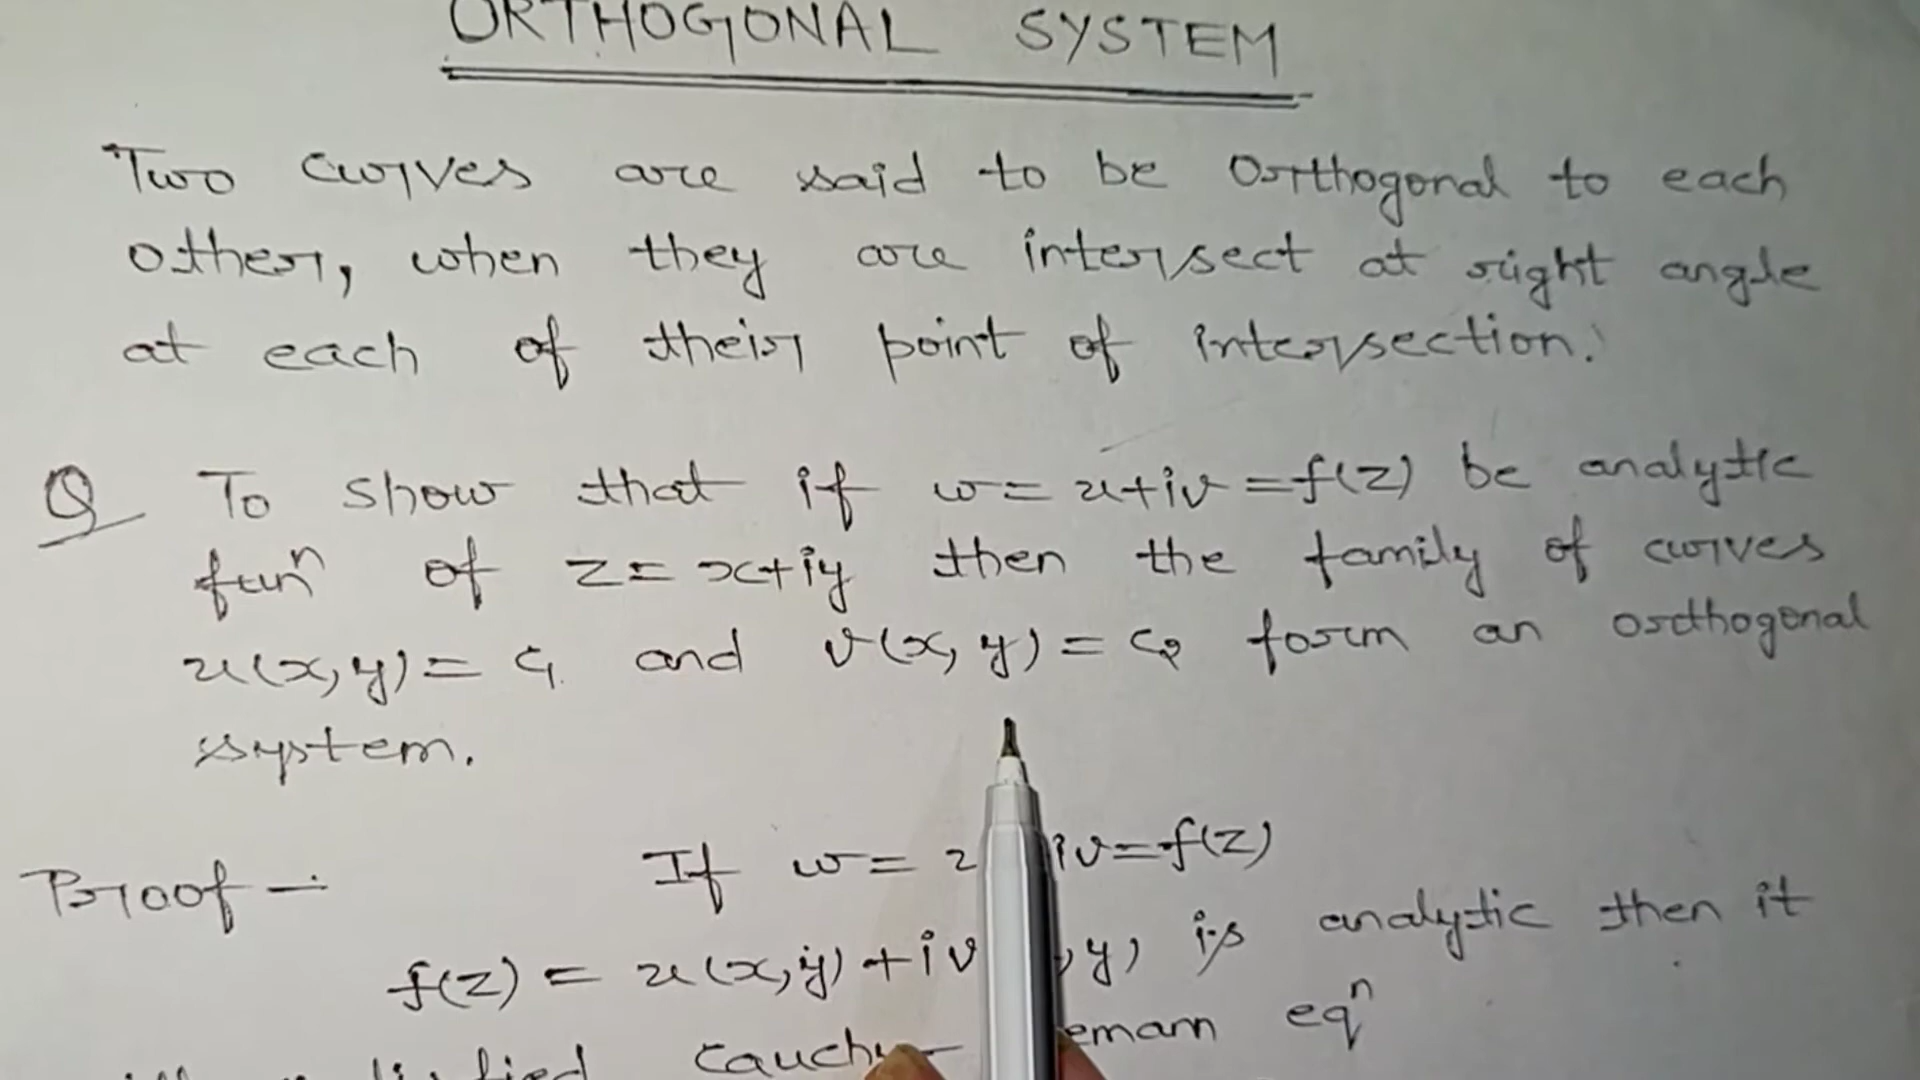 ORTHOGONAL SYSTEM
Two curves are said to be Orthogonal to each
other, when they are intersect at right angle
at each of their point of intersection.
Q To show that if w = u+iv = f(z) be analytic
funⁿ of z = x+iy then the family of curves
u(x,y) = c₁ and v(x,y) = c₂ form an orthogonal
system.
Proof - If w = iv = f(z)
f(z) = u(x,y) + iv ,y) is analytic then it
cauchy- emann eqⁿ